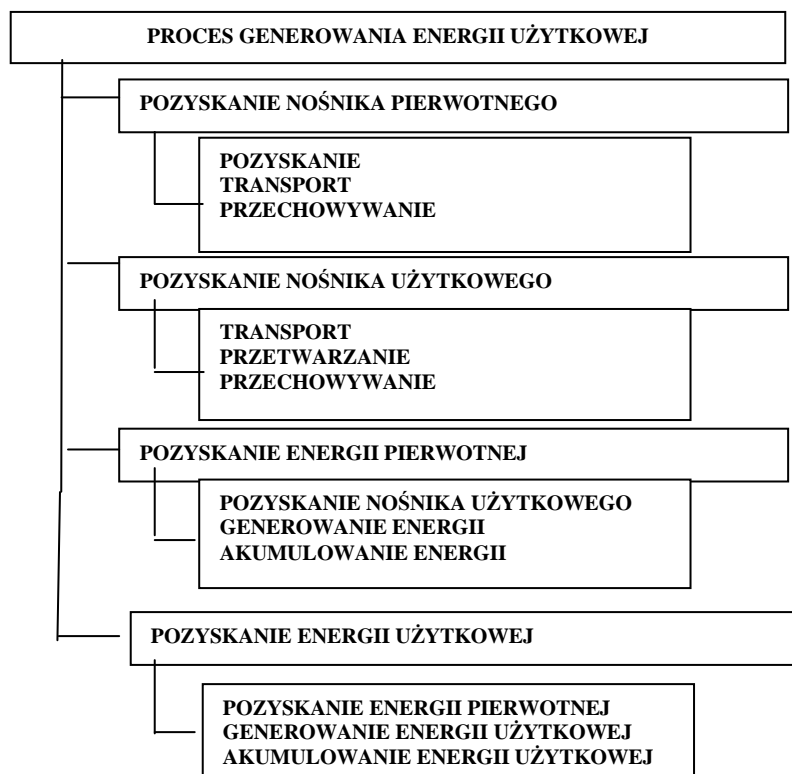 PROCES GENEROWANIA ENERGII UŻYTKOWEJ
POZYSKANIE NOŚNIKA PIERWOTNEGO
POZYSKANIE
TRANSPORT
PRZECHOWYWANIE
POZYSKANIE NOŚNIKA UŻYTKOWEGO
TRANSPORT
PRZETWARZANIE
PRZECHOWYWANIE
POZYSKANIE ENERGII PIERWOTNEJ
POZYSKANIE NOŚNIKA UŻYTKOWEGO
GENEROWANIE ENERGII
AKUMULOWANIE ENERGII
POZYSKANIE ENERGII UŻYTKOWEJ
POZYSKANIE ENERGII PIERWOTNEJ
GENEROWANIE ENERGII UŻYTKOWEJ
AKUMULOWANIE ENERGII UŻYTKOWEJ